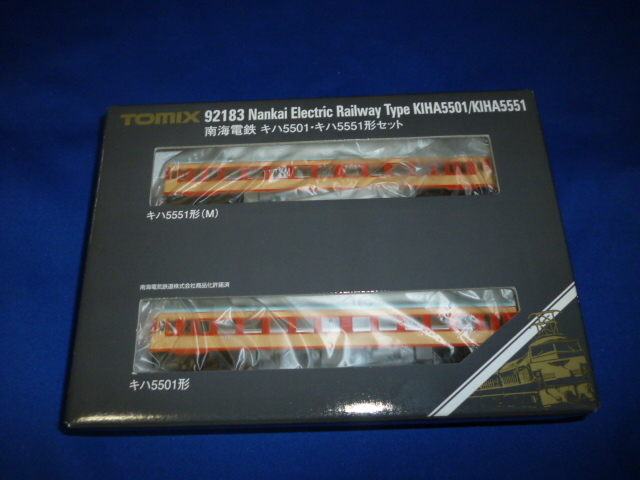 TOMIX 92183 Nankai Electric Railway Type KIHA5501/KIHA5551
南海電鉄 キハ5501・キハ5551形セット
キハ5551形(M)
南海電気鉄道株式会社商品化許諾済
キハ5501形